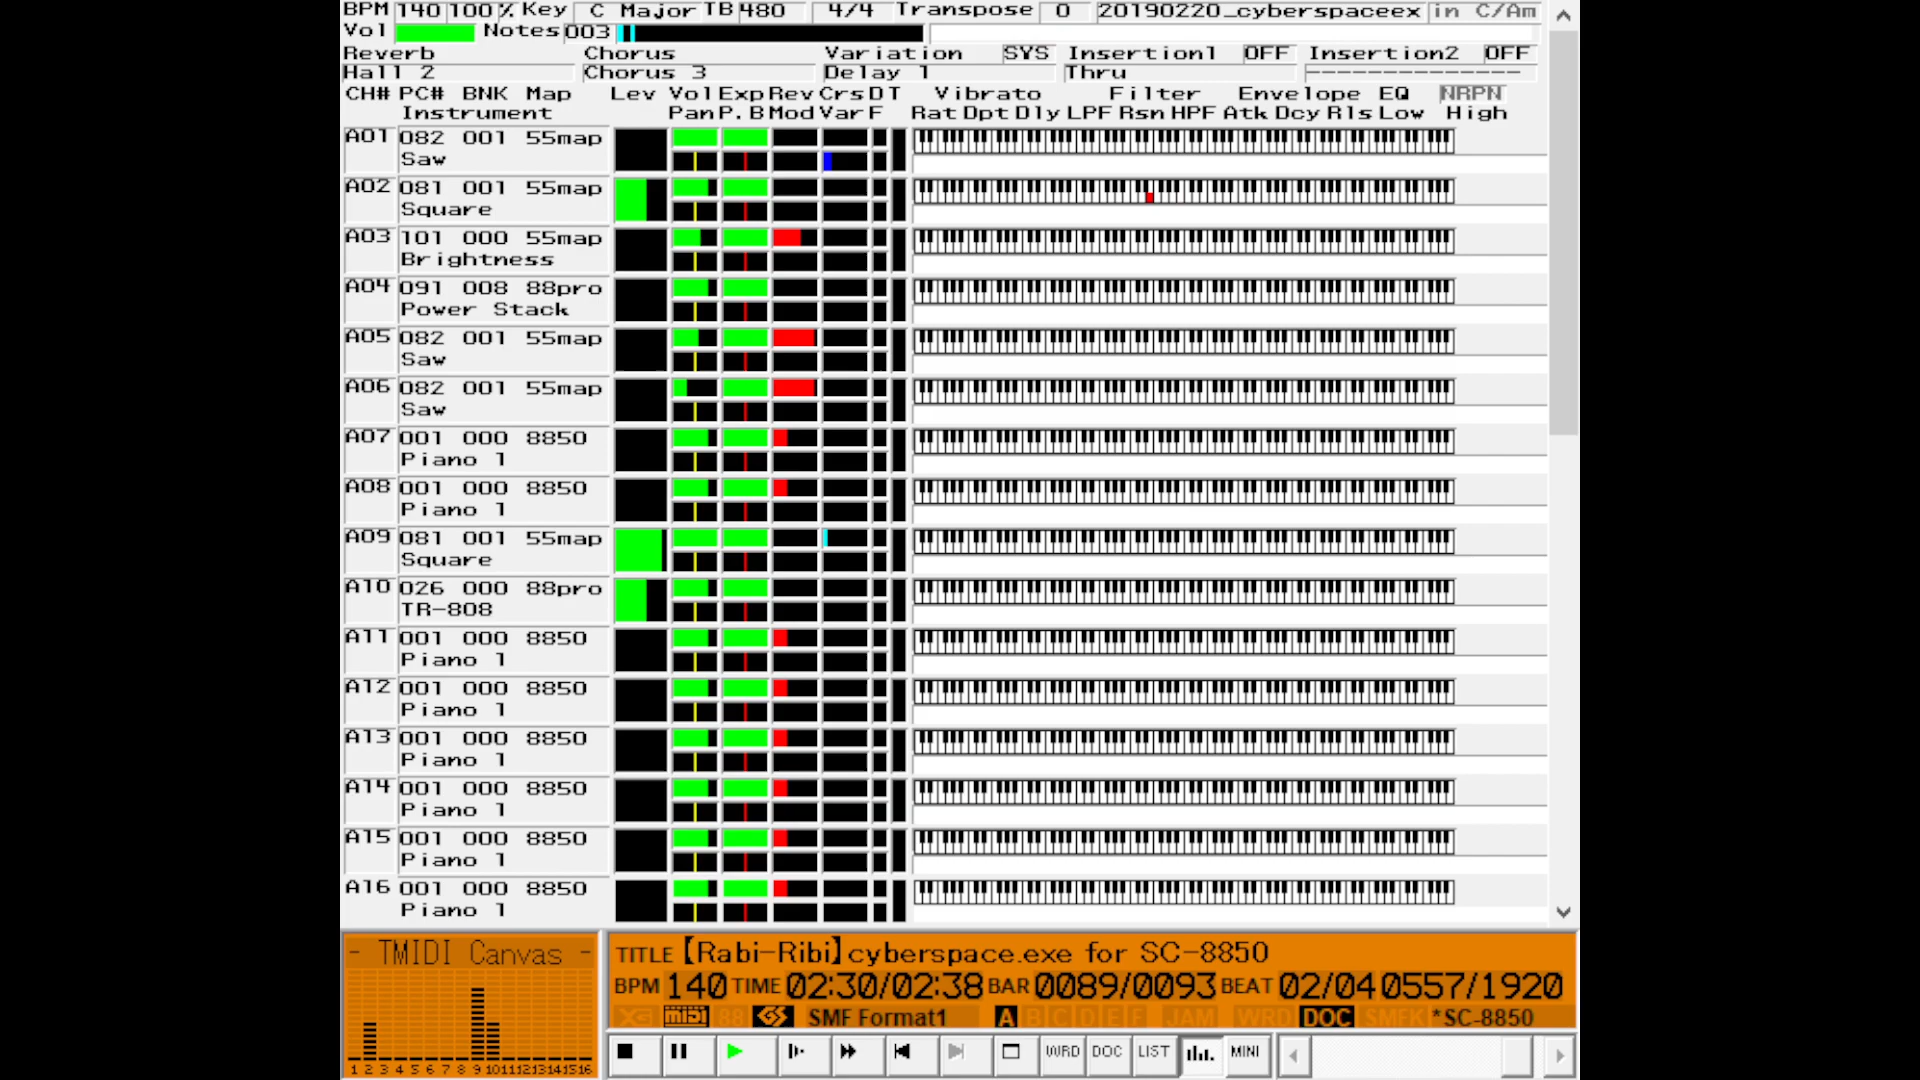 BPM 140 100% Key C Major TB 480 4/4 Transpose 0 20190220_cyberspaceex in C/Am
Vol Notes 003
Reverb Chorus Variation SYS Insertion1 OFF Insertion2 OFF
Hall 2 Chorus 3 Delay 1 Thru ----------------
CH# PC# BNK Map Lev Vol Exp Rev Crs D T Vibrato Filter Envelope EQ NRPN
Instrument Pan P.B Mod Var F Rat Dpt Dly LPF Rsn HPF Atk Dcy Rls Low High
A01 082 001 55map
Saw
A02 081 001 55map
Square
A03 101 000 55map
Brightness
A04 091 008 88pro
Power Stack
A05 082 001 55map
Saw
A06 082 001 55map
Saw
A07 001 000 8850
Piano 1
A08 001 000 8850
Piano 1
A09 081 001 55map
Square
A10 026 000 88pro
TR-808
A11 001 000 8850
Piano 1
A12 001 000 8850
Piano 1
A13 001 000 8850
Piano 1
A14 001 000 8850
Piano 1
A15 001 000 8850
Piano 1
A16 001 000 8850
Piano 1
- TMIDI Canvas -
1 2 3 4 5 6 7 8 9 10 11 12 13 14 15 16
TITLE 【Rabi-Ribi】cyberspace.exe for SC-8850
BPM 140 TIME 02:30/02:38 BAR 0089/0093 BEAT 02/04 0557/1920
XG midi 88 GS SMF Format1 A B C D E F JAM WRD DOC SMFK *SC-8850
WRD DOC LIST MINI